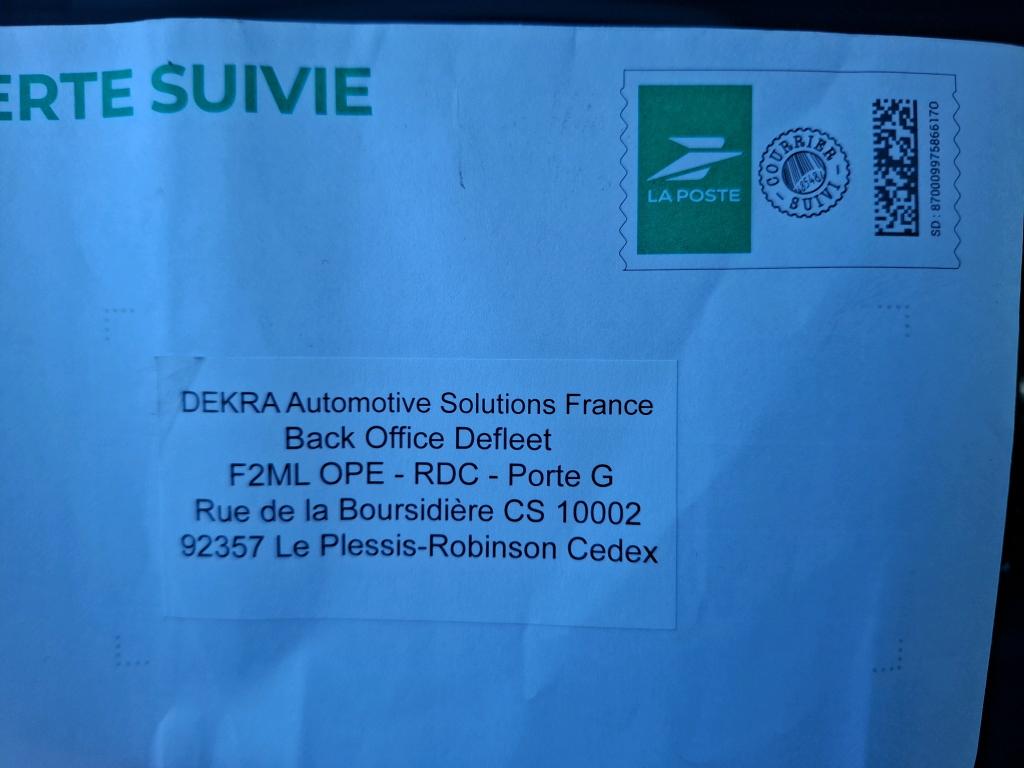 ERTE SUIVIE
LA POSTE
COURRIER
SUIVI
SD : 870009975866170
DEKRA Automotive Solutions France
Back Office Defleet
F2ML OPE - RDC - Porte G
Rue de la Boursidière CS 10002
92357 Le Plessis-Robinson Cedex